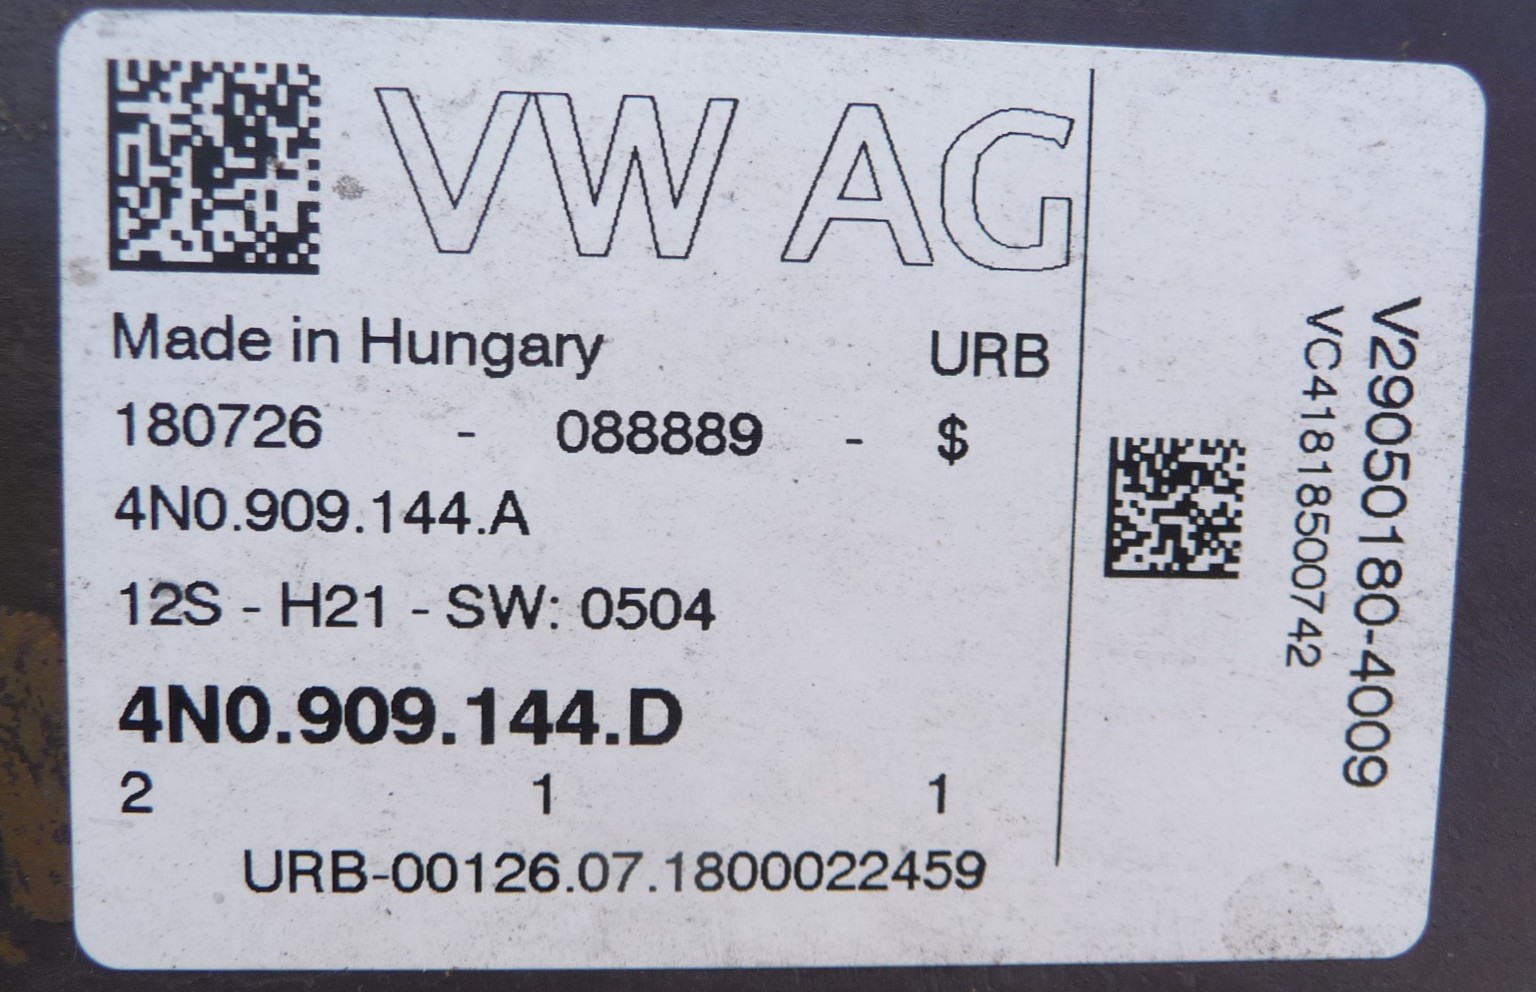 VW AG
Made in Hungary URB
180726 - 088889 - $
4N0.909.144.A
12S - H21 - SW: 0504
4N0.909.144.D
2 1 1
URB-00126.07.1800022459
V29050180-4009
VC41818500742